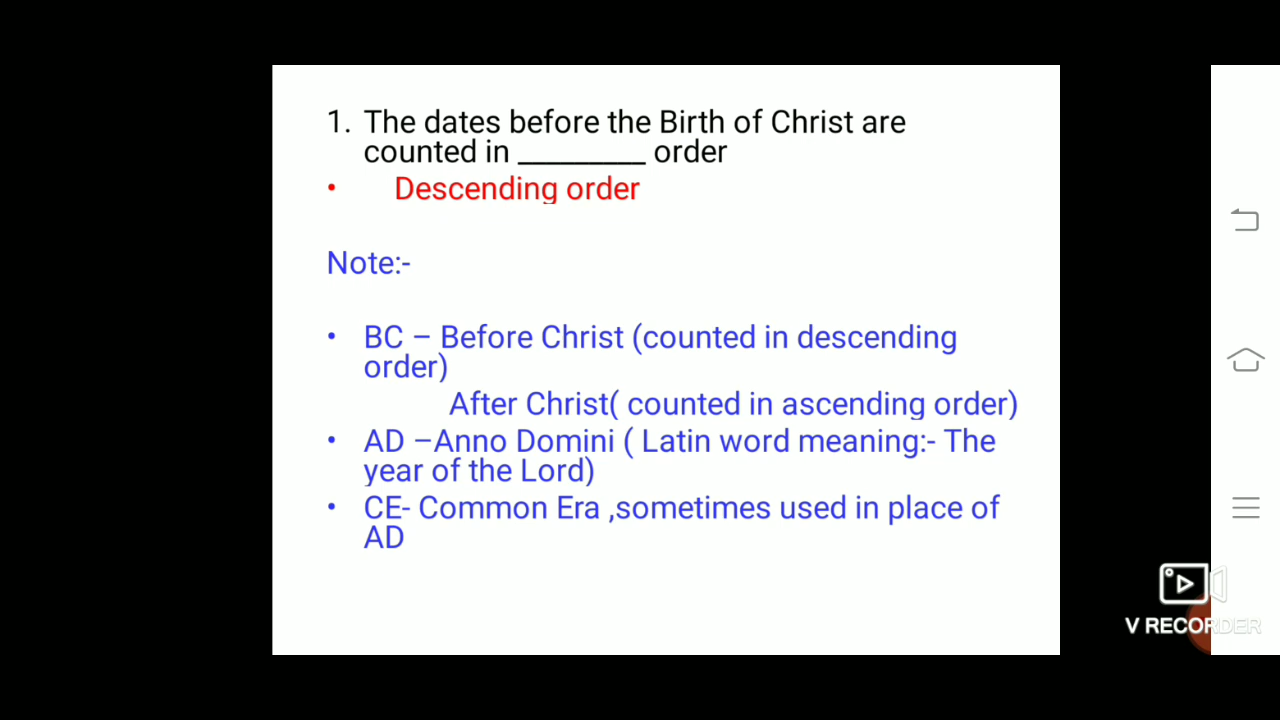 1. The dates before the Birth of Christ are
counted in _________ order
• Descending order
Note:-
• BC – Before Christ (counted in descending
order)
After Christ( counted in ascending order)
• AD –Anno Domini ( Latin word meaning:- The
year of the Lord)
• CE- Common Era ,sometimes used in place of
AD
V RECORDER